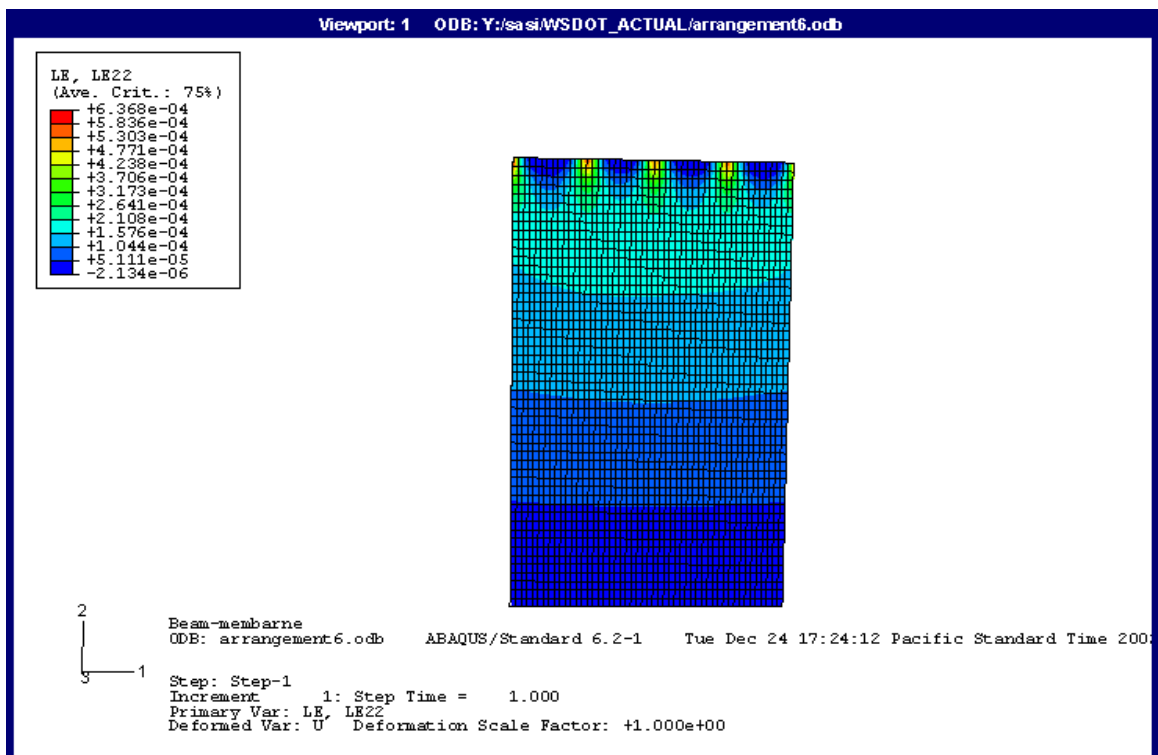 Viewport: 1 ODB: Y:/sasi/WSDOT_ACTUAL/arrangement6.odb
LE, LE22
(Ave. Crit.: 75%)
+6.368e-04
+5.836e-04
+5.303e-04
+4.771e-04
+4.238e-04
+3.706e-04
+3.173e-04
+2.641e-04
+2.108e-04
+1.576e-04
+1.044e-04
+5.111e-05
-2.134e-06
2
3 1
Beam-membarne
ODB: arrangement6.odb ABAQUS/Standard 6.2-1 Tue Dec 24 17:24:12 Pacific Standard Time
Step: Step-1
Increment 1: Step Time = 1.000
Primary Var: LE, LE22
Deformed Var: U Deformation Scale Factor: +1.000e+00